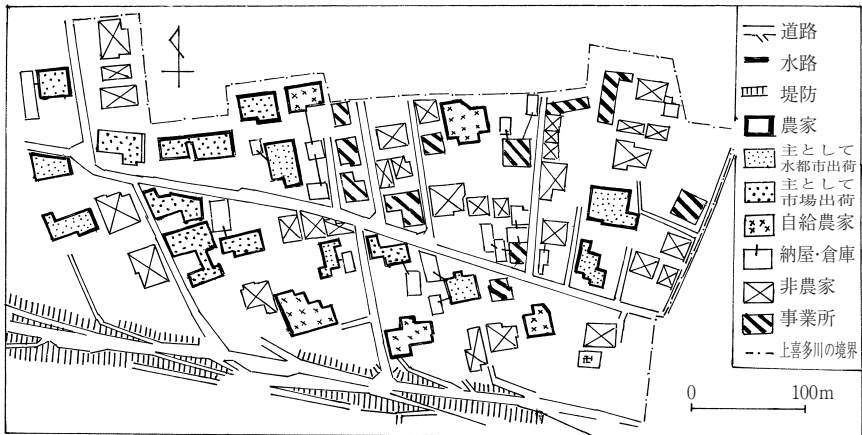 道路
水路
堤防
農家
主として
水都市出荷
主として
市場出荷
自給農家
納屋・倉庫
非農家
事業所
上喜多川の境界
0 100m
卍